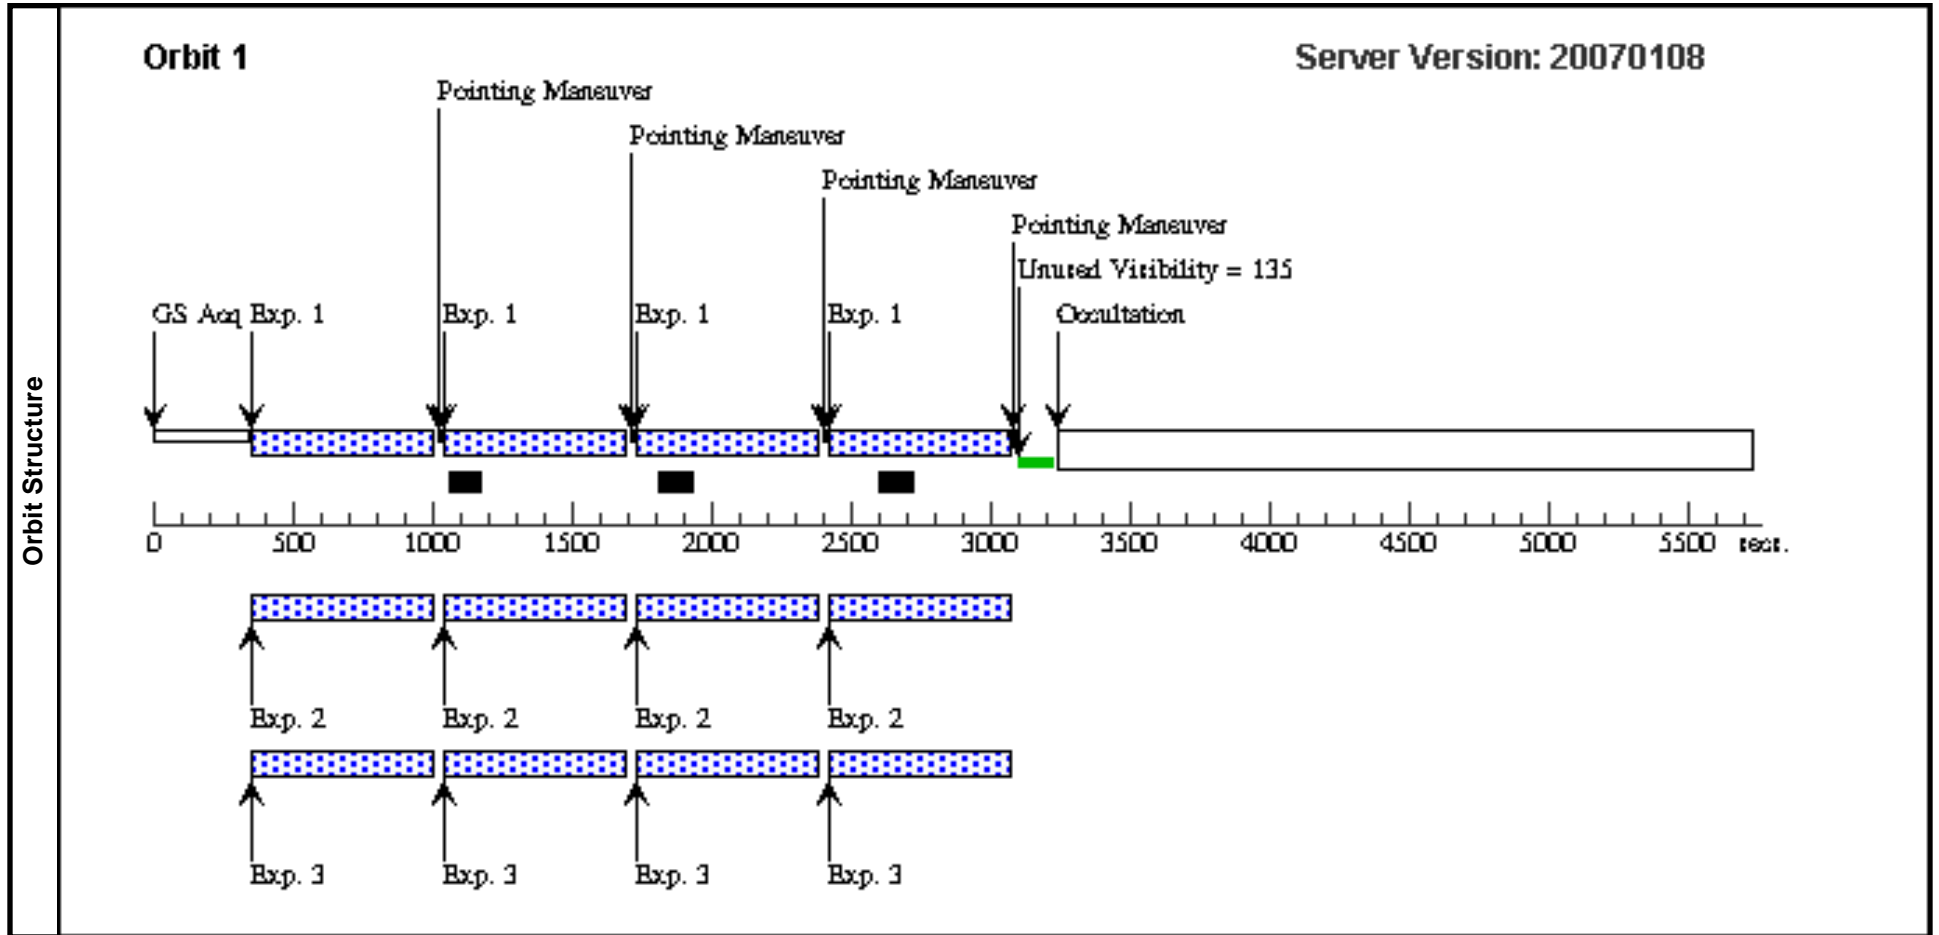 Orbit 1
Server Version: 20070108
Pointing Maneuver
Pointing Maneuver
Pointing Maneuver
Pointing Maneuver
Unused Visibility = 135
GS Acq Exp. 1 Exp. 1 Exp. 1 Exp. 1 Occultation
Orbit Structure
0 500 1000 1500 2000 2500 3000 3500 4000 4500 5000 5500 secs.
Exp. 2 Exp. 2 Exp. 2 Exp. 2
Exp. 3 Exp. 3 Exp. 3 Exp. 3